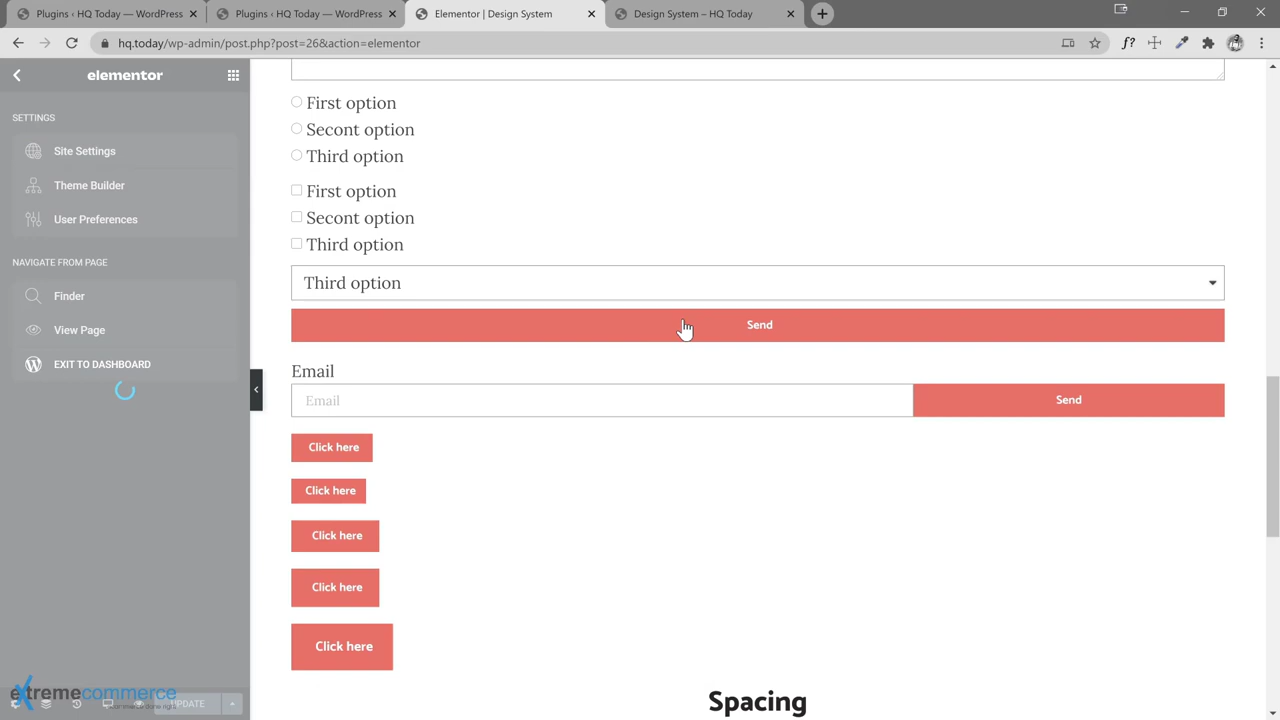 Plugins ‹ HQ Today — WordPress
Plugins ‹ HQ Today — WordPress
Elementor | Design System
Design System – HQ Today
hq.today/wp-admin/post.php?post=26&action=elementor
f?
elementor
SETTINGS
Site Settings
Theme Builder
User Preferences
NAVIGATE FROM PAGE
Finder
View Page
EXIT TO DASHBOARD
UPDATE
extremecommerce
ecommerce done right
First option
Secont option
Third option
First option
Secont option
Third option
Third option
Send
Email
Email
Send
Click here
Click here
Click here
Click here
Click here
Spacing